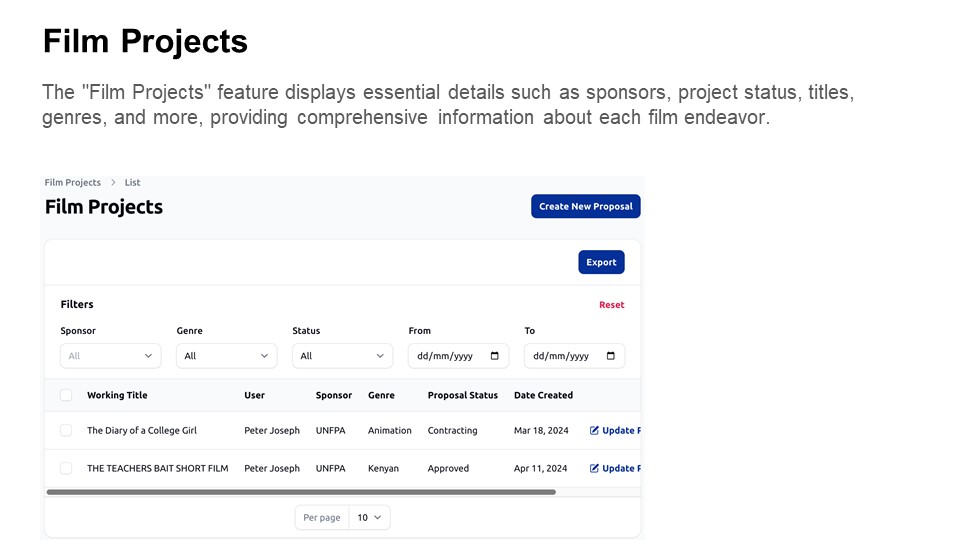 Film Projects
The "Film Projects" feature displays essential details such as sponsors, project status, titles,
genres, and more, providing comprehensive information about each film endeavor.
Film Projects > List
Film Projects
Create New Proposal
Export
Filters
Reset
Sponsor Genre Status From To
All All All dd/mm/yyyy dd/mm/yyyy
Working Title User Sponsor Genre Proposal Status Date Created
The Diary of a College Girl Peter Joseph UNFPA Animation Contracting Mar 18, 2024 Update
THE TEACHERS BAIT SHORT FILM Peter Joseph UNFPA Kenyan Approved Apr 11, 2024 Update
Per page 10